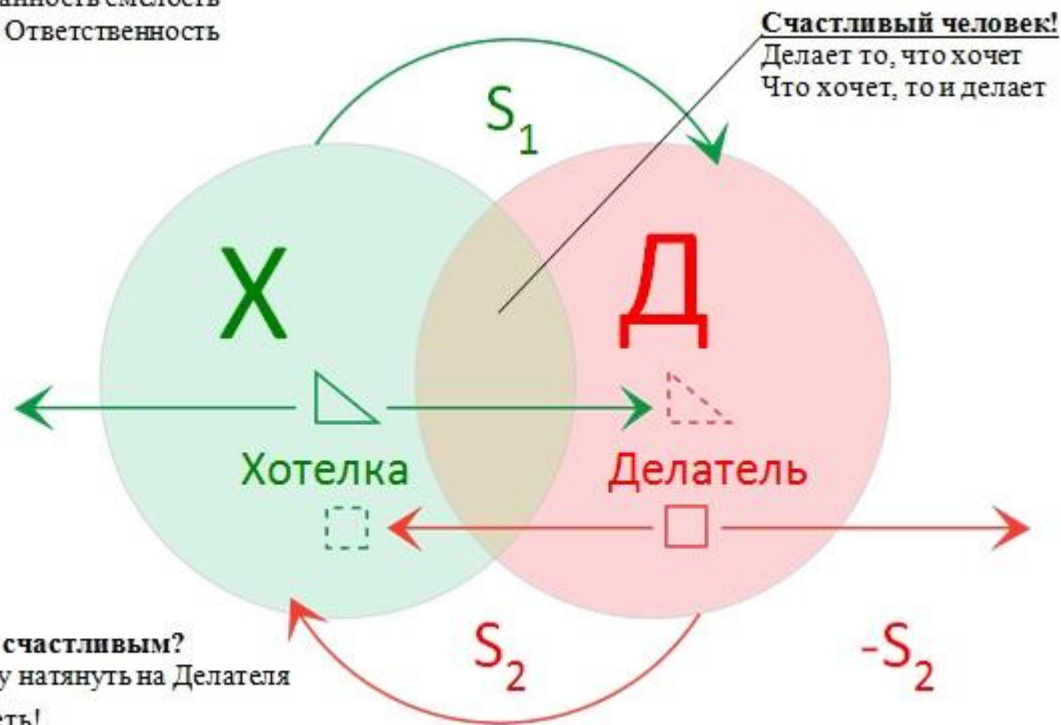 Ответственность
Счастливый человек!
Делает то, что хочет
Что хочет, то и делает
S1
Х
Д
Хотелка
Делатель
счастливым?
натянуть на Делателя
S2
-S2